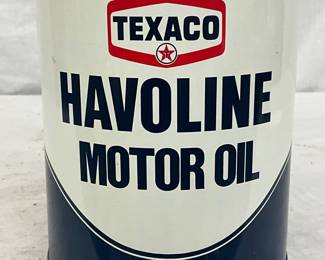 TEXACO
T
HAVOLINE
MOTOR OIL